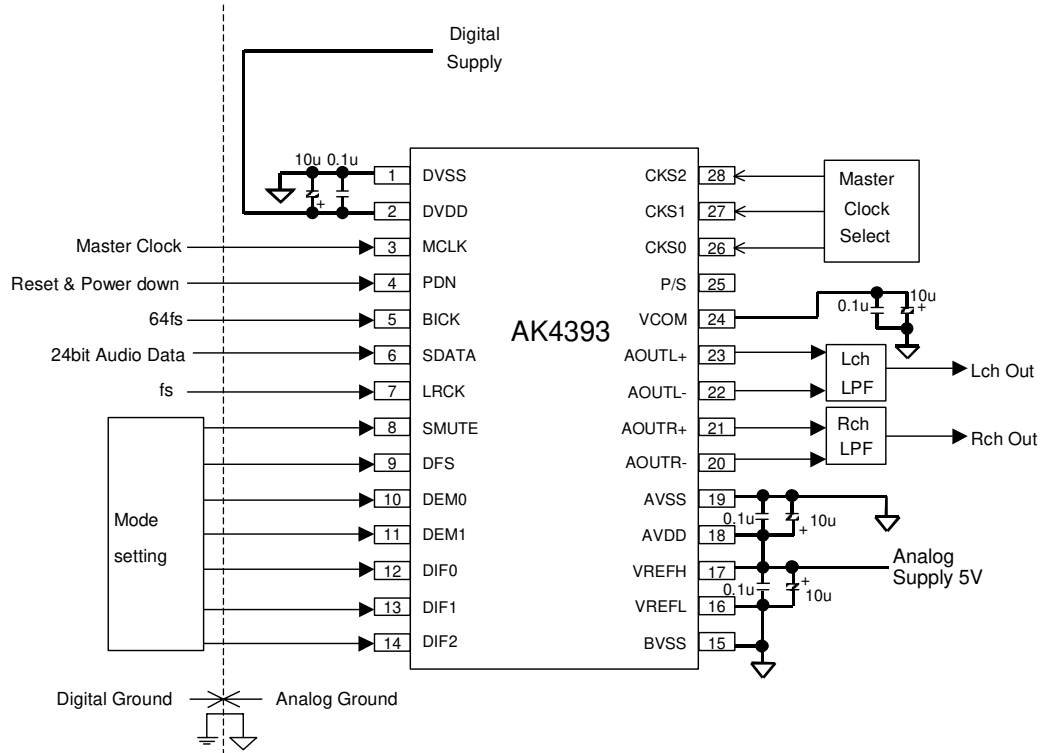 Digital
Supply
10u 0.1u
+
1 DVSS
2 DVDD
Master Clock 3 MCLK
Reset & Power down 4 PDN
64fs 5 BICK
24bit Audio Data 6 SDATA
fs 7 LRCK
8 SMUTE
9 DFS
10 DEM0
11 DEM1
12 DIF0
13 DIF1
14 DIF2
Mode
setting
AK4393
CKS2 28
CKS1 27
CKS0 26
P/S 25
VCOM 24
AOUTL+ 23
AOUTL- 22
AOUTR+ 21
AOUTR- 20
AVSS 19
AVDD 18
VREFH 17
VREFL 16
BVSS 15
Master
Clock
Select
0.1u 10u
+
Lch
LPF
Lch Out
Rch
LPF
Rch Out
0.1u 10u
+
Analog
Supply 5V
0.1u + 10u
Digital Ground Analog Ground